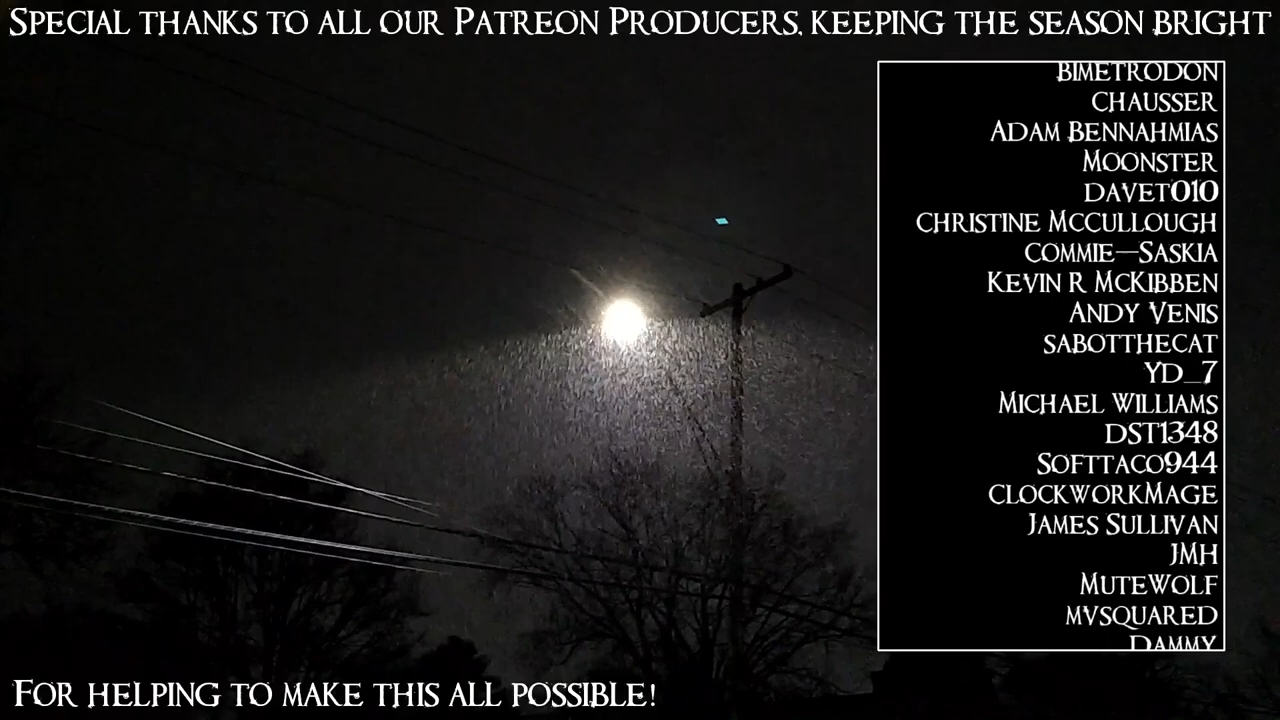 Special thanks to all our Patreon Producers, keeping the season bright
Bimetrodon
chausser
Adam Bennahmias
Moonster
davet010
christine Mccullough
commie-Saskia
Kevin R McKibben
Andy Venis
sabotthecat
YD_7
Michael Williams
DST1348
Softtaco944
clockworkMage
James Sullivan
JMH
MuteWolf
mvsquared
Dammy
For helping to make this all possible!